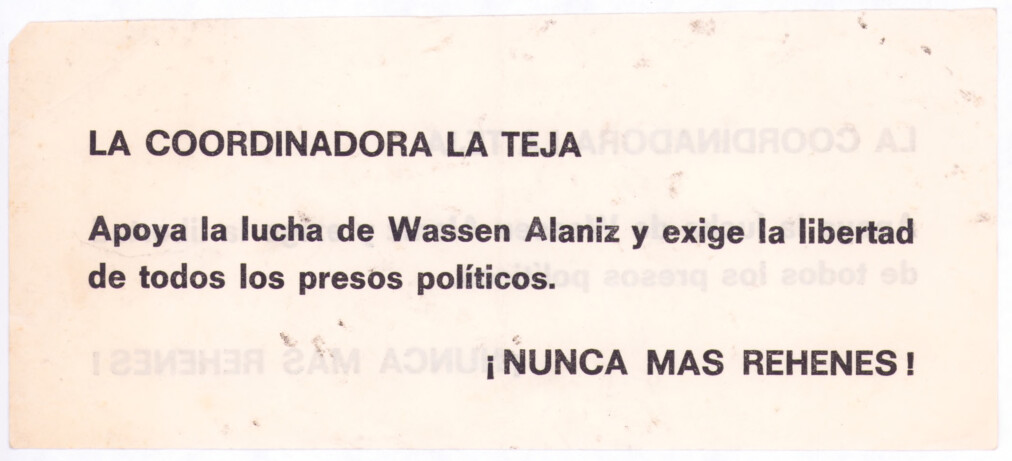 LA COORDINADORA LA TEJA
Apoya la lucha de Wassen Alaniz y exige la libertad
de todos los presos políticos.
¡NUNCA MAS REHENES!